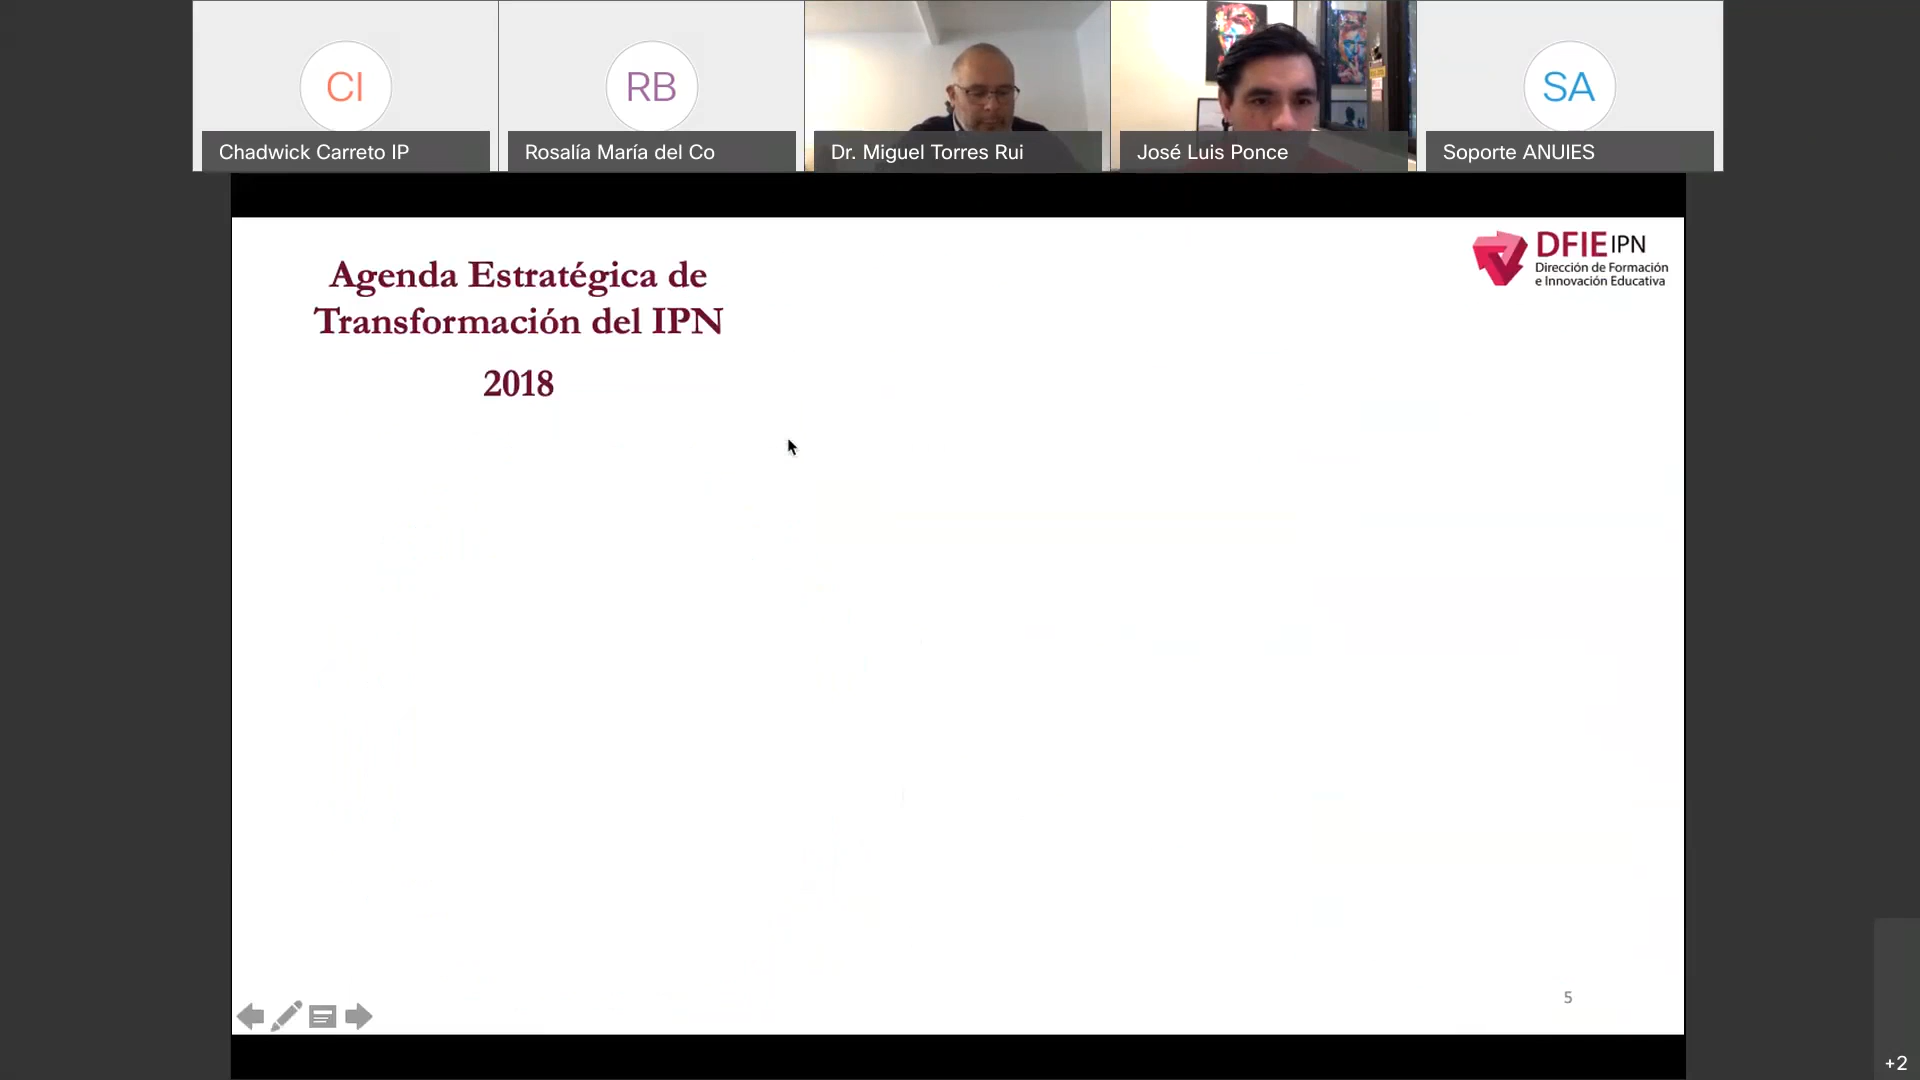 CI
RB
SA
Chadwick Carreto IP
Rosalía María del Co
Dr. Miguel Torres Rui
José Luis Ponce
Soporte ANUIES
DFIE IPN
Dirección de Formación
e Innovación Educativa
Agenda Estratégica de
Transformación del IPN
2018
5
+2